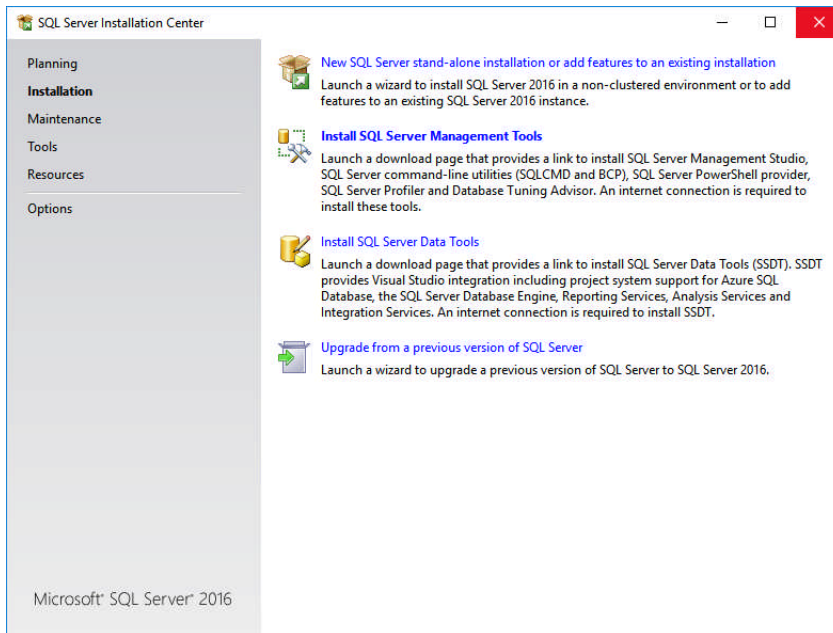 SQL Server Installation Center
Planning
Installation
Maintenance
Tools
Resources
Options
New SQL Server stand-alone installation or add features to an existing installation
Launch a wizard to install SQL Server 2016 in a non-clustered environment or to add
features to an existing SQL Server 2016 instance.
Install SQL Server Management Tools
Launch a download page that provides a link to install SQL Server Management Studio,
SQL Server command-line utilities (SQLCMD and BCP), SQL Server PowerShell provider,
SQL Server Profiler and Database Tuning Advisor. An internet connection is required to
install these tools.
Install SQL Server Data Tools
Launch a download page that provides a link to install SQL Server Data Tools (SSDT). SSDT
provides Visual Studio integration including project system support for Azure SQL
Database, the SQL Server Database Engine, Reporting Services, Analysis Services and
Integration Services. An internet connection is required to install SSDT.
Upgrade from a previous version of SQL Server
Launch a wizard to upgrade a previous version of SQL Server to SQL Server 2016.
Microsoft® SQL Server® 2016